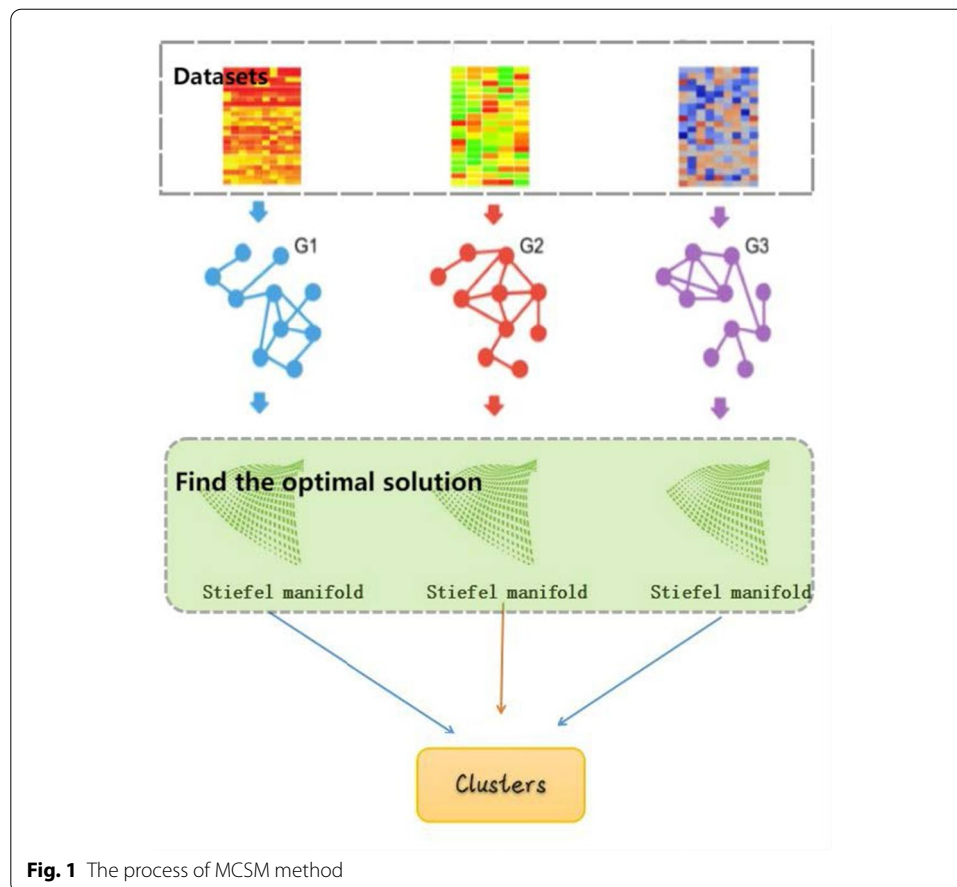 Datasets
G1
G2
G3
Find the optimal solution
Stiefel manifold
Stiefel manifold
Stiefel manifold
Clusters
Fig. 1 The process of MCSM method